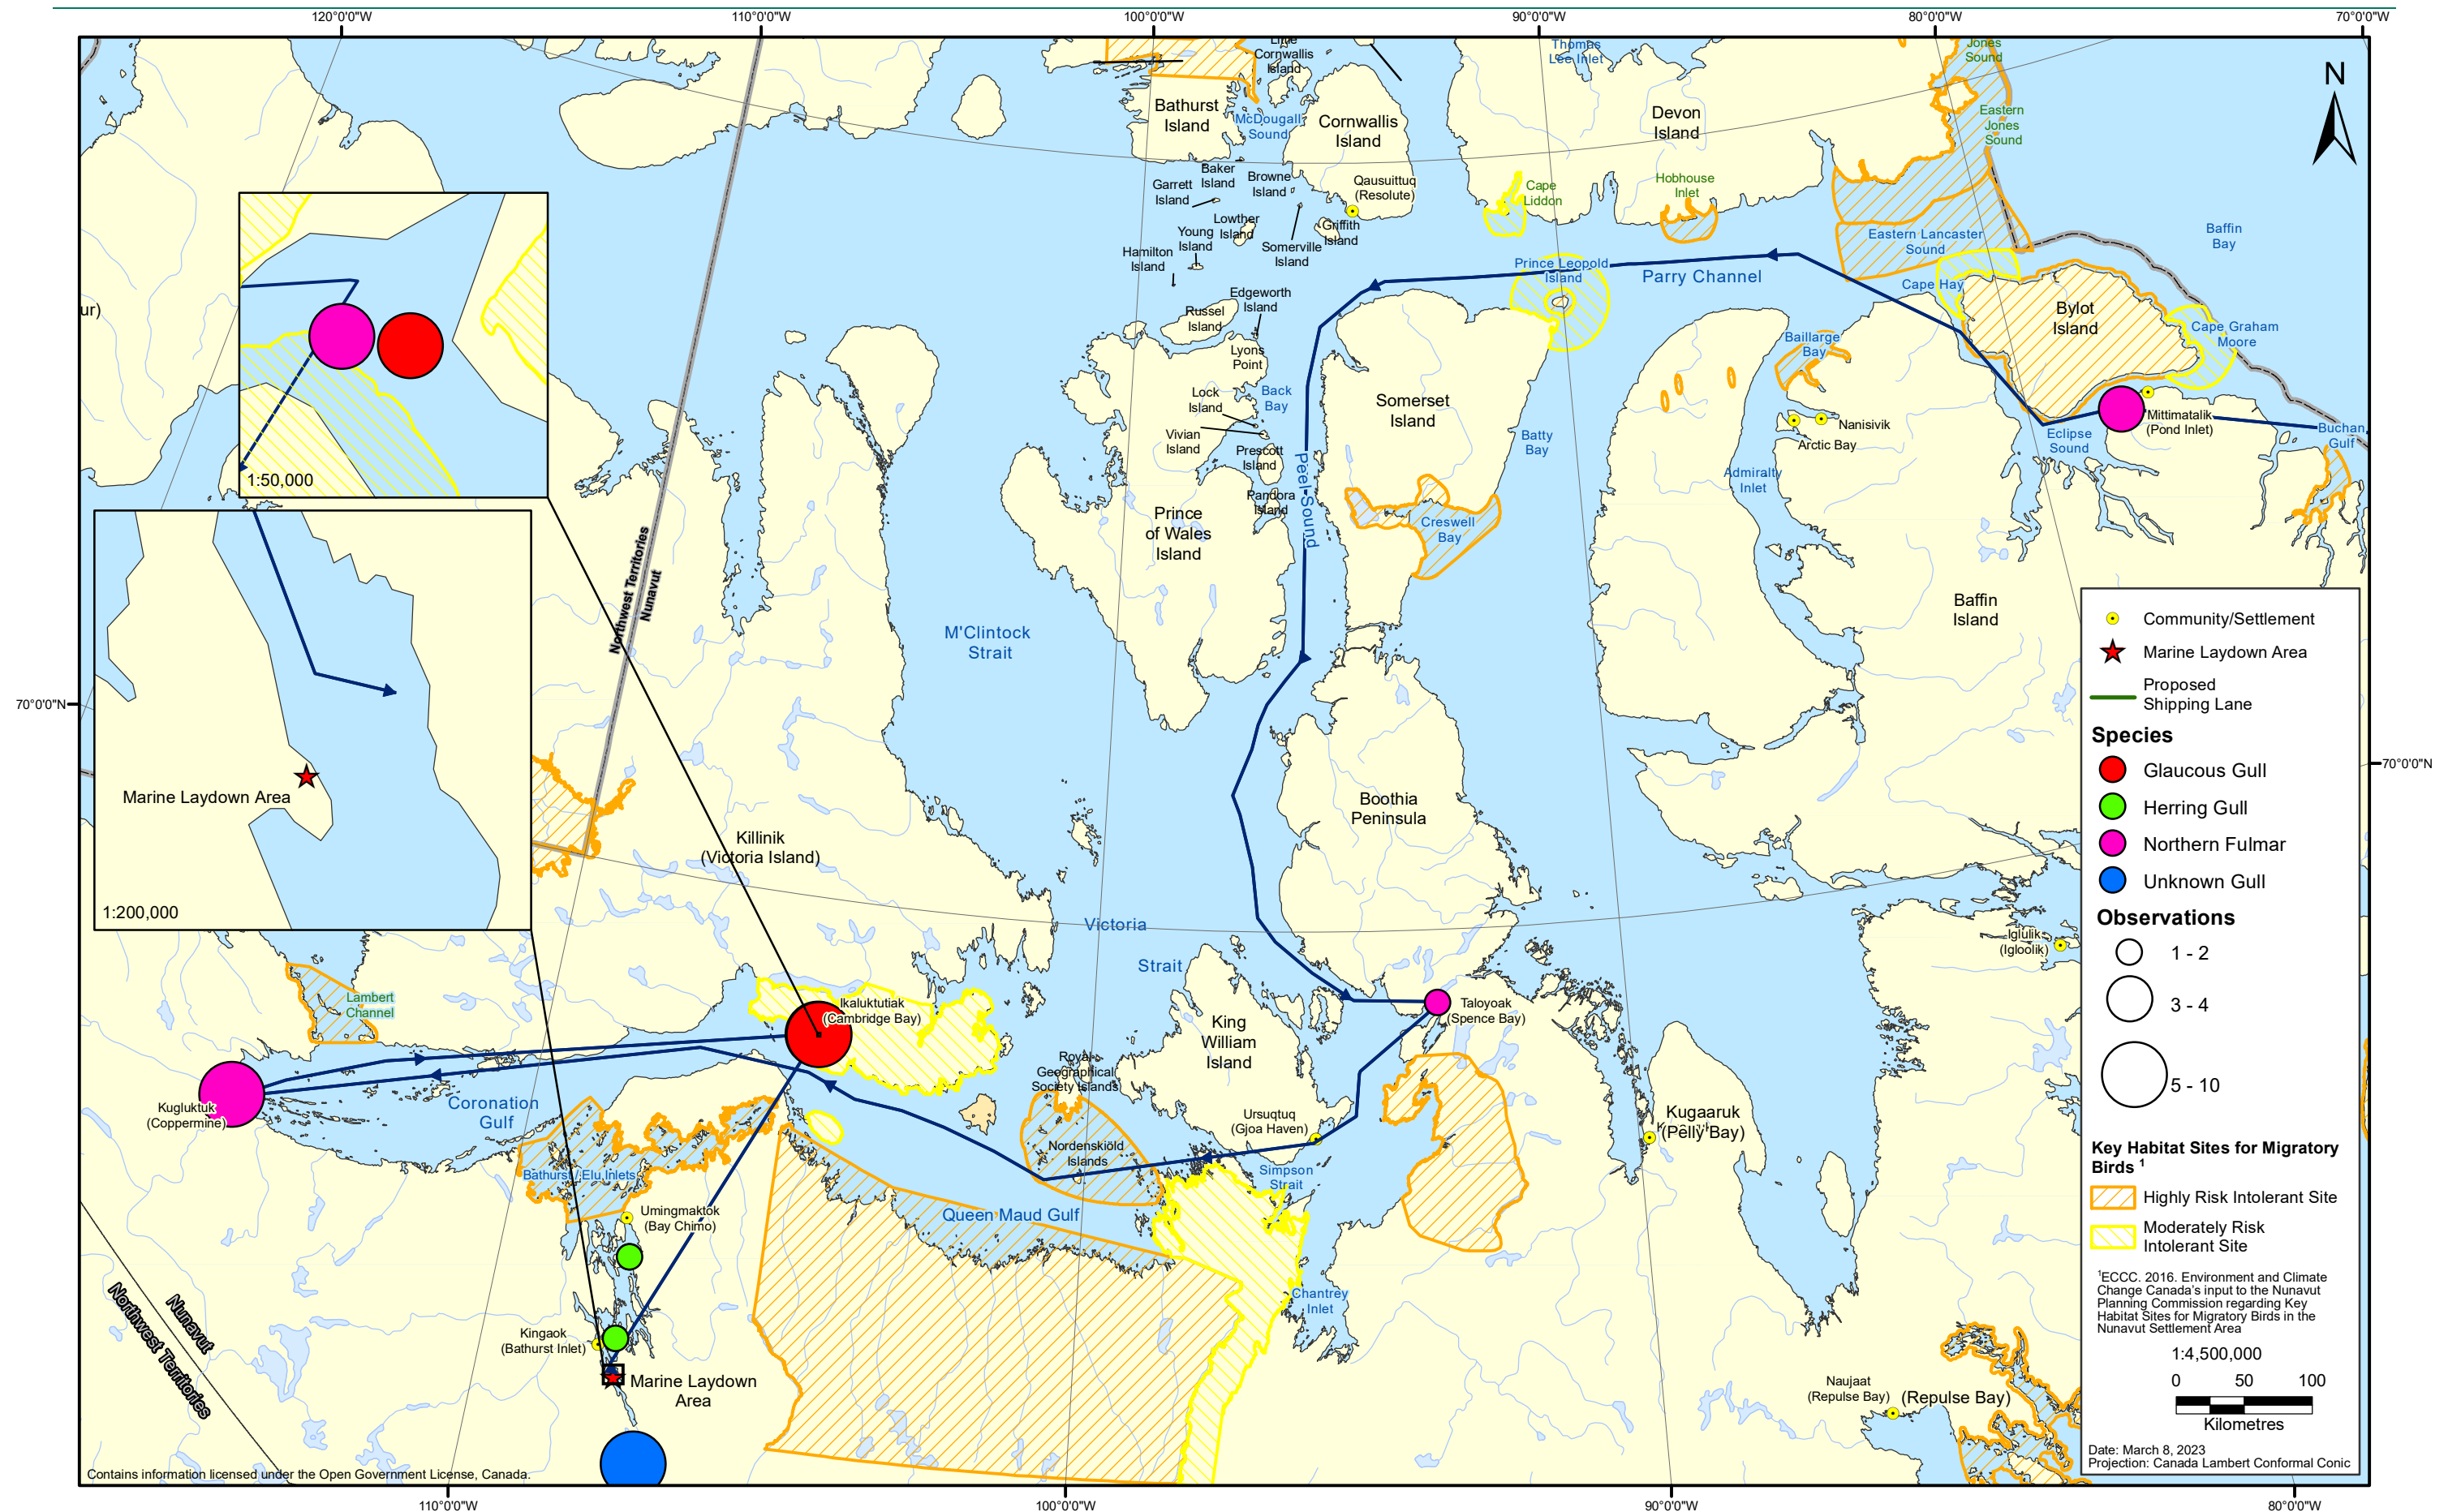 120°0'0"W
110°0'0"W
100°0'0"W
90°0'0"W
80°0'0"W
70°0'0"W
Thomas
Lee Inlet
Jones
Sound
Little
Cornwallis
Island
Bathurst
Island
McDougall
Sound
Cornwallis
Island
Devon
Island
Eastern
Jones
Sound
N
Baker
Island
Browne
Island
Garrett
Island
Qausuittuq
(Resolute)
Cape
Liddon
Hobhouse
Inlet
Lowther
Island
Young
Island
Griffith
Island
Somerville
Island
Hamilton
Island
Eastern Lancaster
Sound
Baffin
Bay
Prince Leopold
Island
Parry Channel
Cape Hay
Edgeworth
Island
Russel
Island
Bylot
Island
Cape Graham
Moore
Baillarge
Bay
Lyons
Point
Lock
Island
Back
Bay
Somerset
Island
Vivian
Island
Prescott
Island
Batty
Bay
Nanisivik
Arctic Bay
Mittimatalik
(Pond Inlet)
Eclipse
Sound
Buchan
Gulf
Admiralty
Inlet
Pandora
Island
Peel Sound
Creswell
Bay
Prince
of Wales
Island
ur)
1:50,000
Northwest Territories
Nunavut
M'Clintock
Strait
Baffin
Island
70°0'0"N
70°0'0"N
Marine Laydown Area
1:200,000
Killinik
(Victoria Island)
Boothia
Peninsula
Victoria
Strait
Iglulik
(Igloolik)
Lambert
Channel
Ikaluktutiak
(Cambridge Bay)
Taloyoak
(Spence Bay)
King
William
Island
Royal
Geographical
Society Islands
Kugluktuk
(Coppermine)
Coronation
Gulf
Ursuqtuq
(Gjoa Haven)
Kugaaruk
(Pelly Bay)
Nordenskiöld
Islands
Bathurst / Elu Inlets
Simpson
Strait
Umingmaktok
(Bay Chimo)
Queen Maud Gulf
Chantrey
Inlet
Kingaok
(Bathurst Inlet)
Marine Laydown
Area
Nunavut
Northwest Territories
Naujaat
(Repulse Bay)
(Repulse Bay)
Community/Settlement
Marine Laydown Area
Proposed
Shipping Lane
Species
Glaucous Gull
Herring Gull
Northern Fulmar
Unknown Gull
Observations
1 - 2
3 - 4
5 - 10
Key Habitat Sites for Migratory
Birds 1
Highly Risk Intolerant Site
Moderately Risk
Intolerant Site
1ECCC. 2016. Environment and Climate
Change Canada's input to the Nunavut
Planning Commission regarding Key
Habitat Sites for Migratory Birds in the
Nunavut Settlement Area
1:4,500,000
0 50 100
Kilometres
Date: March 8, 2023
Projection: Canada Lambert Conformal Conic
Contains information licensed under the Open Government License, Canada.
110°0'0"W
100°0'0"W
90°0'0"W
80°0'0"W